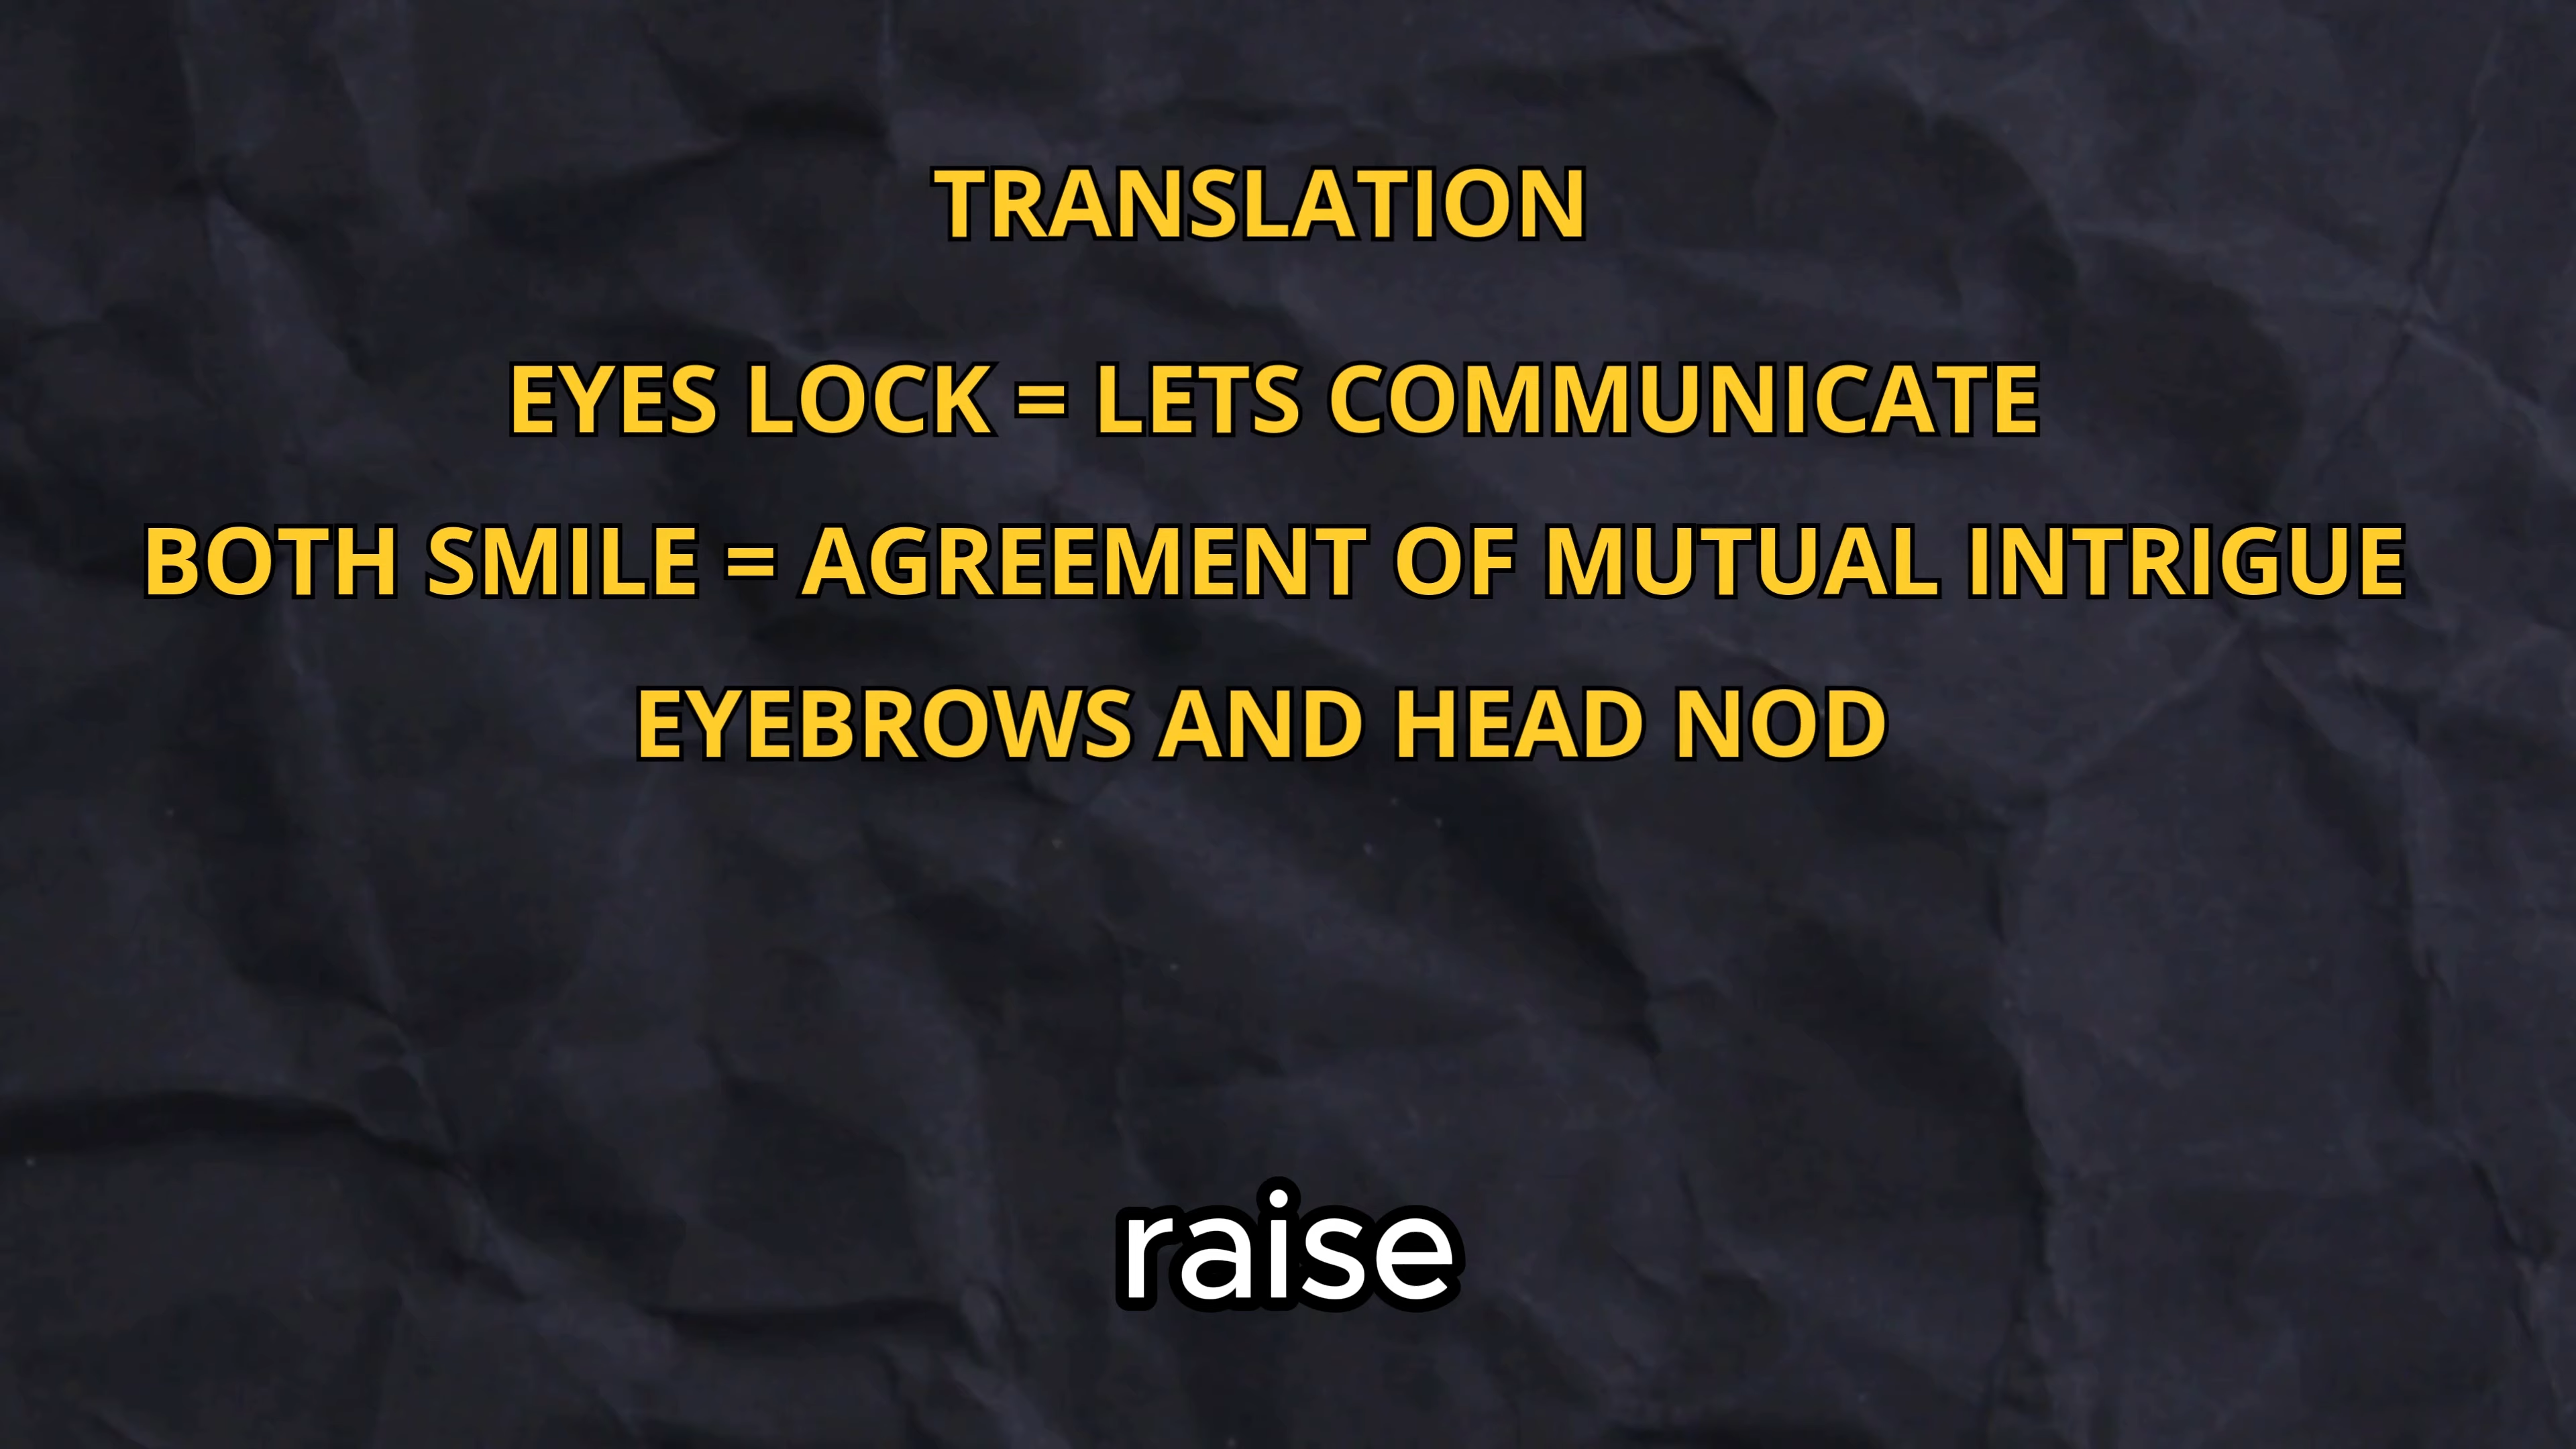 TRANSLATION
EYES LOCK = LETS COMMUNICATE
BOTH SMILE = AGREEMENT OF MUTUAL INTRIGUE
EYEBROWS AND HEAD NOD
raise